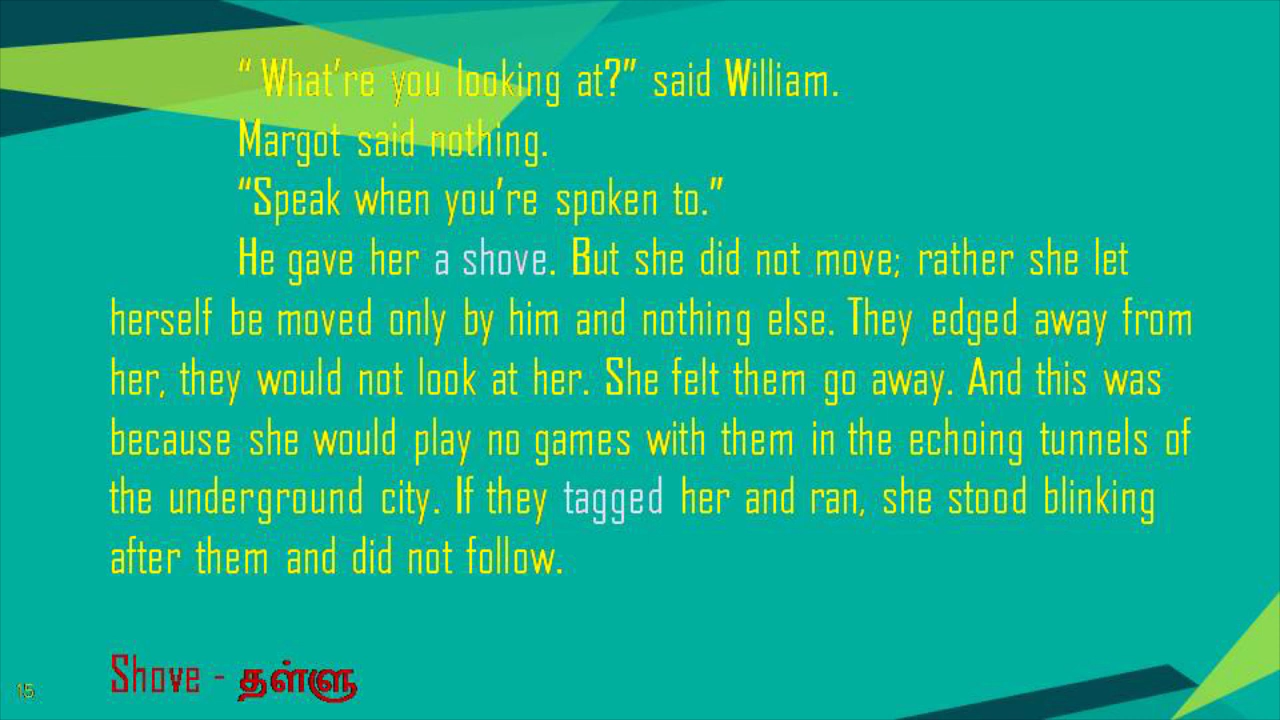 “ What’re you looking at?” said William.
Margot said nothing.
“Speak when you’re spoken to.”
He gave her a shove. But she did not move; rather she let
herself be moved only by him and nothing else. They edged away from
her, they would not look at her. She felt them go away. And this was
because she would play no games with them in the echoing tunnels of
the underground city. If they tagged her and ran, she stood blinking
after them and did not follow.
Shove - தள்ளு
15